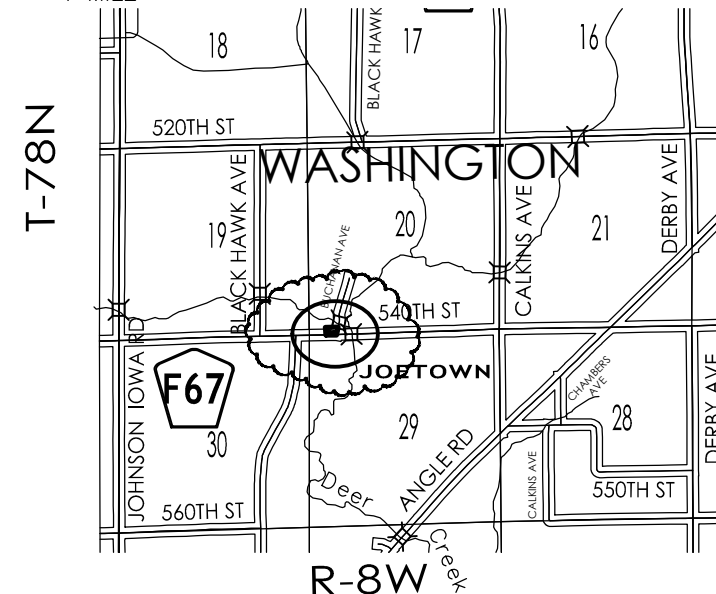 18
17
16
BLACK HAWK
T-78N
520TH ST
WASHINGTON
DERBY AVE
BLACK HAWK AVE
CALKINS AVE
19
20
21
BUCHANAN AVE
540TH ST
JOHNSON IOWA RD
JOETOWN
F67
CHAMBERS
AVE
DERBY AVE
30
29
28
ANGLE RD
CALKINS AVE
550TH ST
560TH ST
Deer
Creek
R-8W